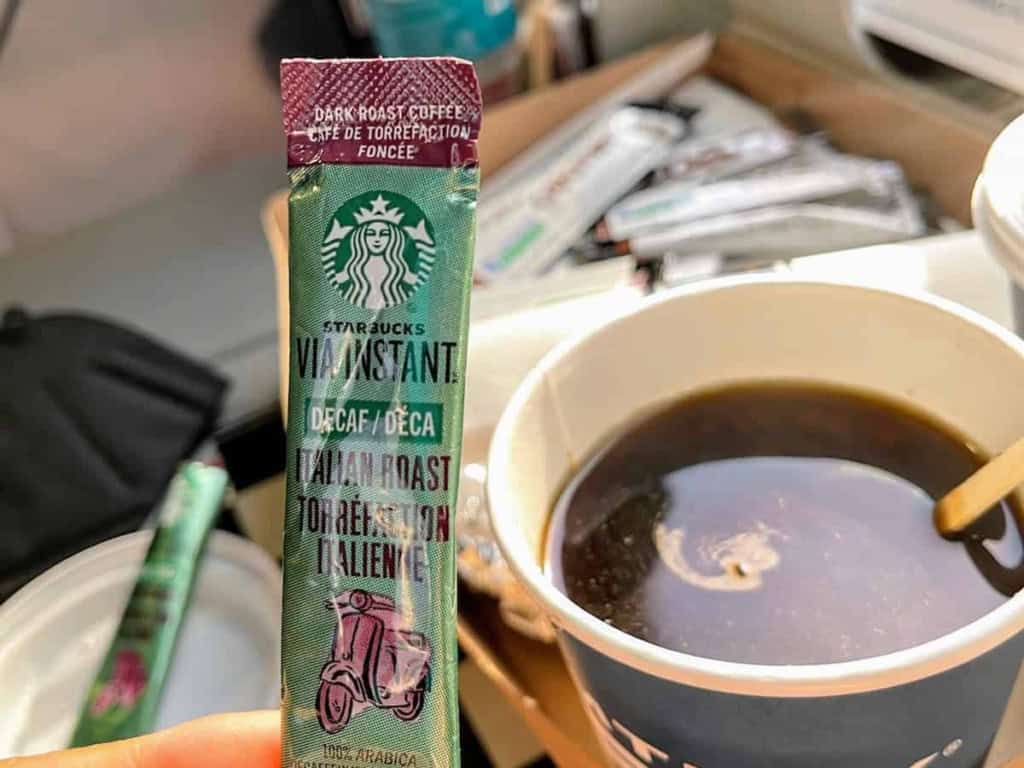 DARK ROAST COFFEE
CAFÉ DE TORRÉFACTION
FONCÉE
STARBUCKS
VIA INSTANT
DECAF / DÉCA
ITALIAN ROAST
TORRÉFACTION
ITALIENNE
100% ARABICA